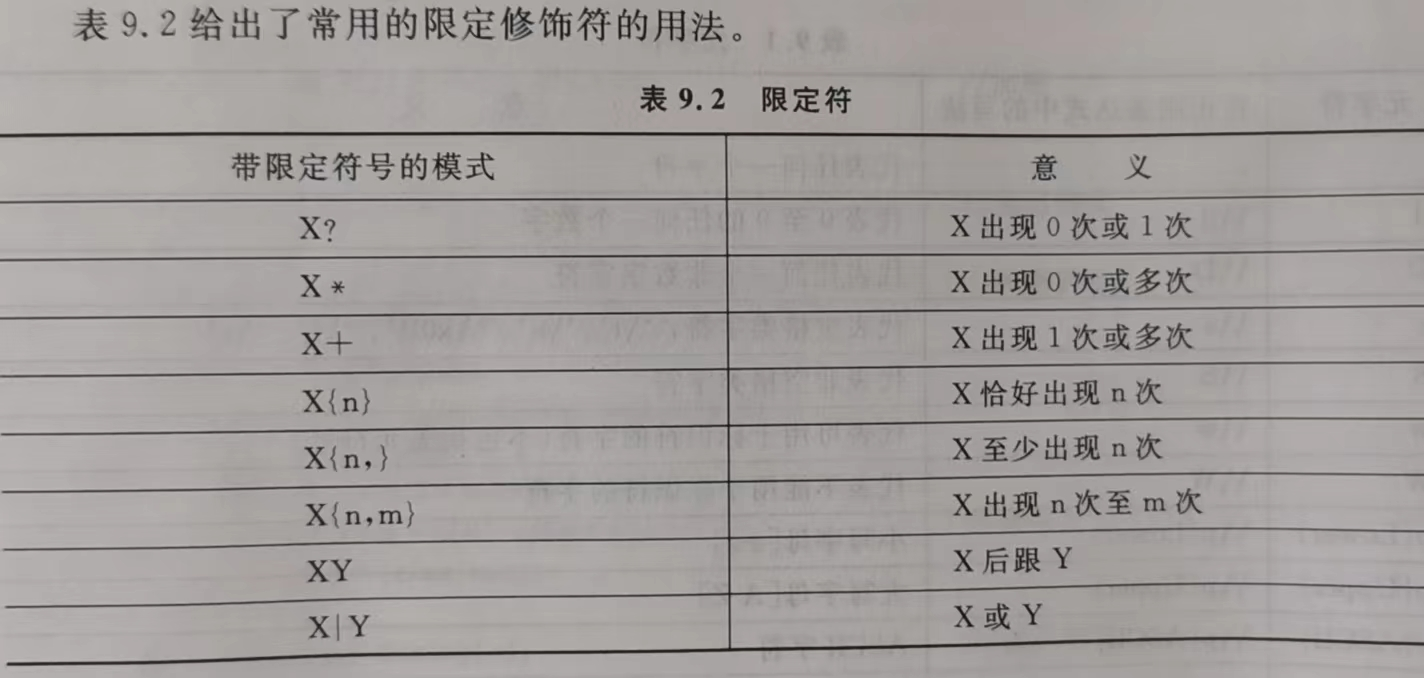 表 9.2 给出了常用的限定修饰符的用法。
表 9.2 限定符
带限定符号的模式 意 义
X? X 出现 0 次或 1 次
X* X 出现 0 次或多次
X+ X 出现 1 次或多次
X{n} X 恰好出现 n 次
X{n,} X 至少出现 n 次
X{n,m} X 出现 n 次至 m 次
XY X 后跟 Y
X|Y X 或 Y